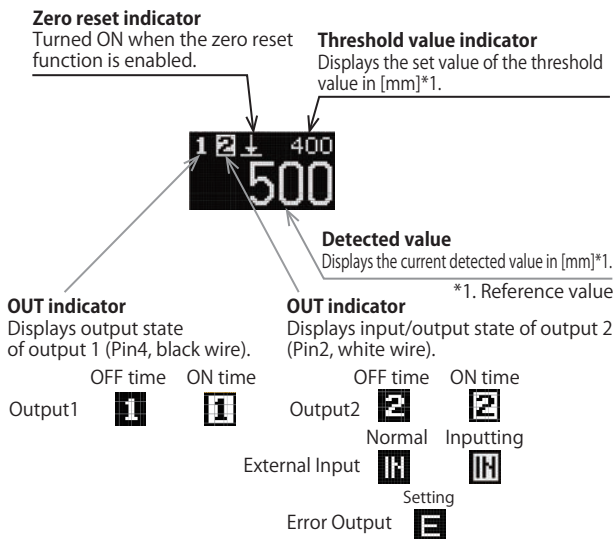 Zero reset indicator
Turned ON when the zero reset
function is enabled.
Threshold value indicator
Displays the set value of the threshold
value in [mm]*1.
1 2 400
500
Detected value
Displays the current detected value in [mm]*1.
*1. Reference value
OUT indicator
Displays output state
of output 1 (Pin4, black wire).
OFF time ON time
Output1 1 1
OUT indicator
Displays input/output state of output 2
(Pin2, white wire).
OFF time ON time
Output2 2 2
Normal Inputting
External Input IN IN
Setting
Error Output E